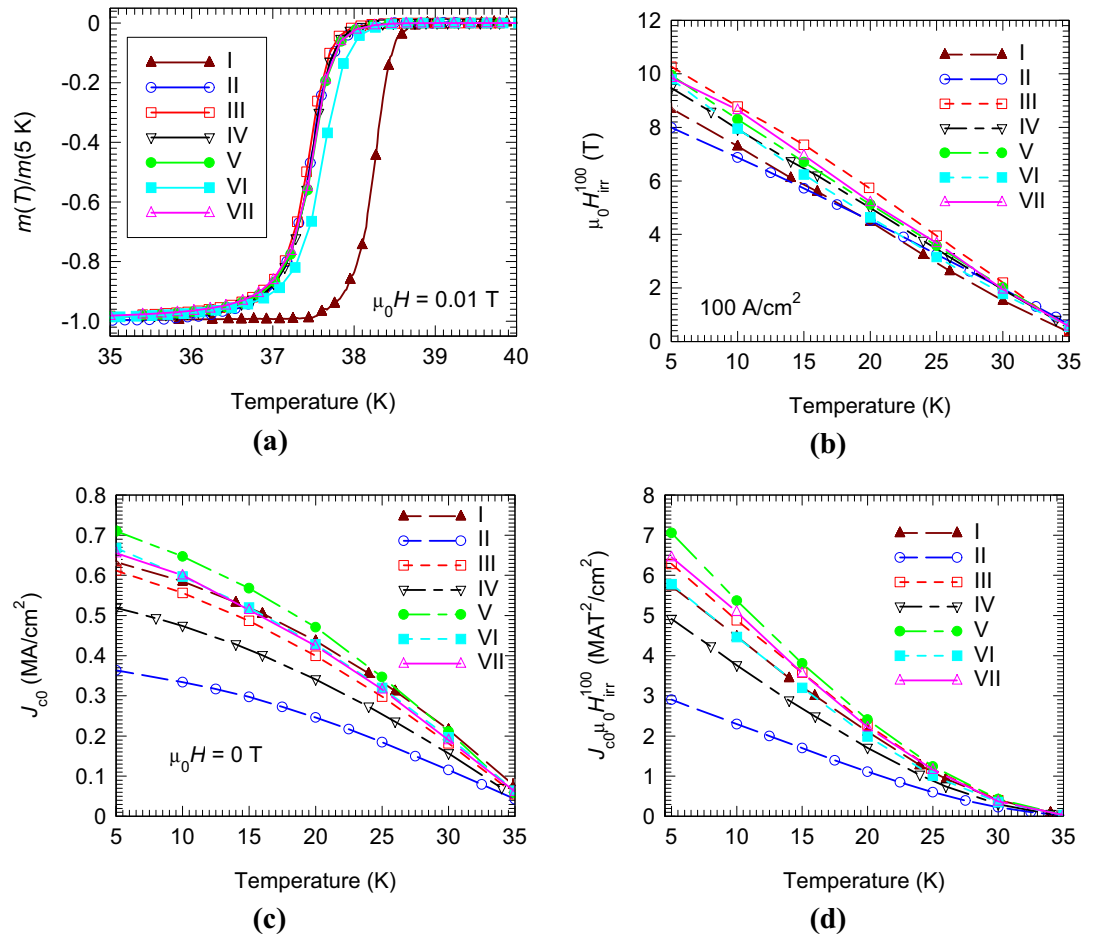 0
-0.2
-0.4
-0.6
-0.8
-1.0
m(T)/m(5 K)
I
II
III
IV
V
VI
VII
μ₀H = 0.01 T
35 36 37 38 39 40
Temperature (K)
(a)
12
10
8
6
4
2
0
μ₀H_irr^100 (T)
I
II
III
IV
V
VI
VII
100 A/cm²
5 10 15 20 25 30 35
Temperature (K)
(b)
0.8
0.7
0.6
0.5
0.4
0.3
0.2
0.1
0
J_c0 (MA/cm²)
I
II
III
IV
V
VI
VII
μ₀H = 0 T
5 10 15 20 25 30 35
Temperature (K)
(c)
8
7
6
5
4
3
2
1
0
J_c0μ₀H_irr^100 (MAT²/cm²)
I
II
III
IV
V
VI
VII
5 10 15 20 25 30 35
Temperature (K)
(d)